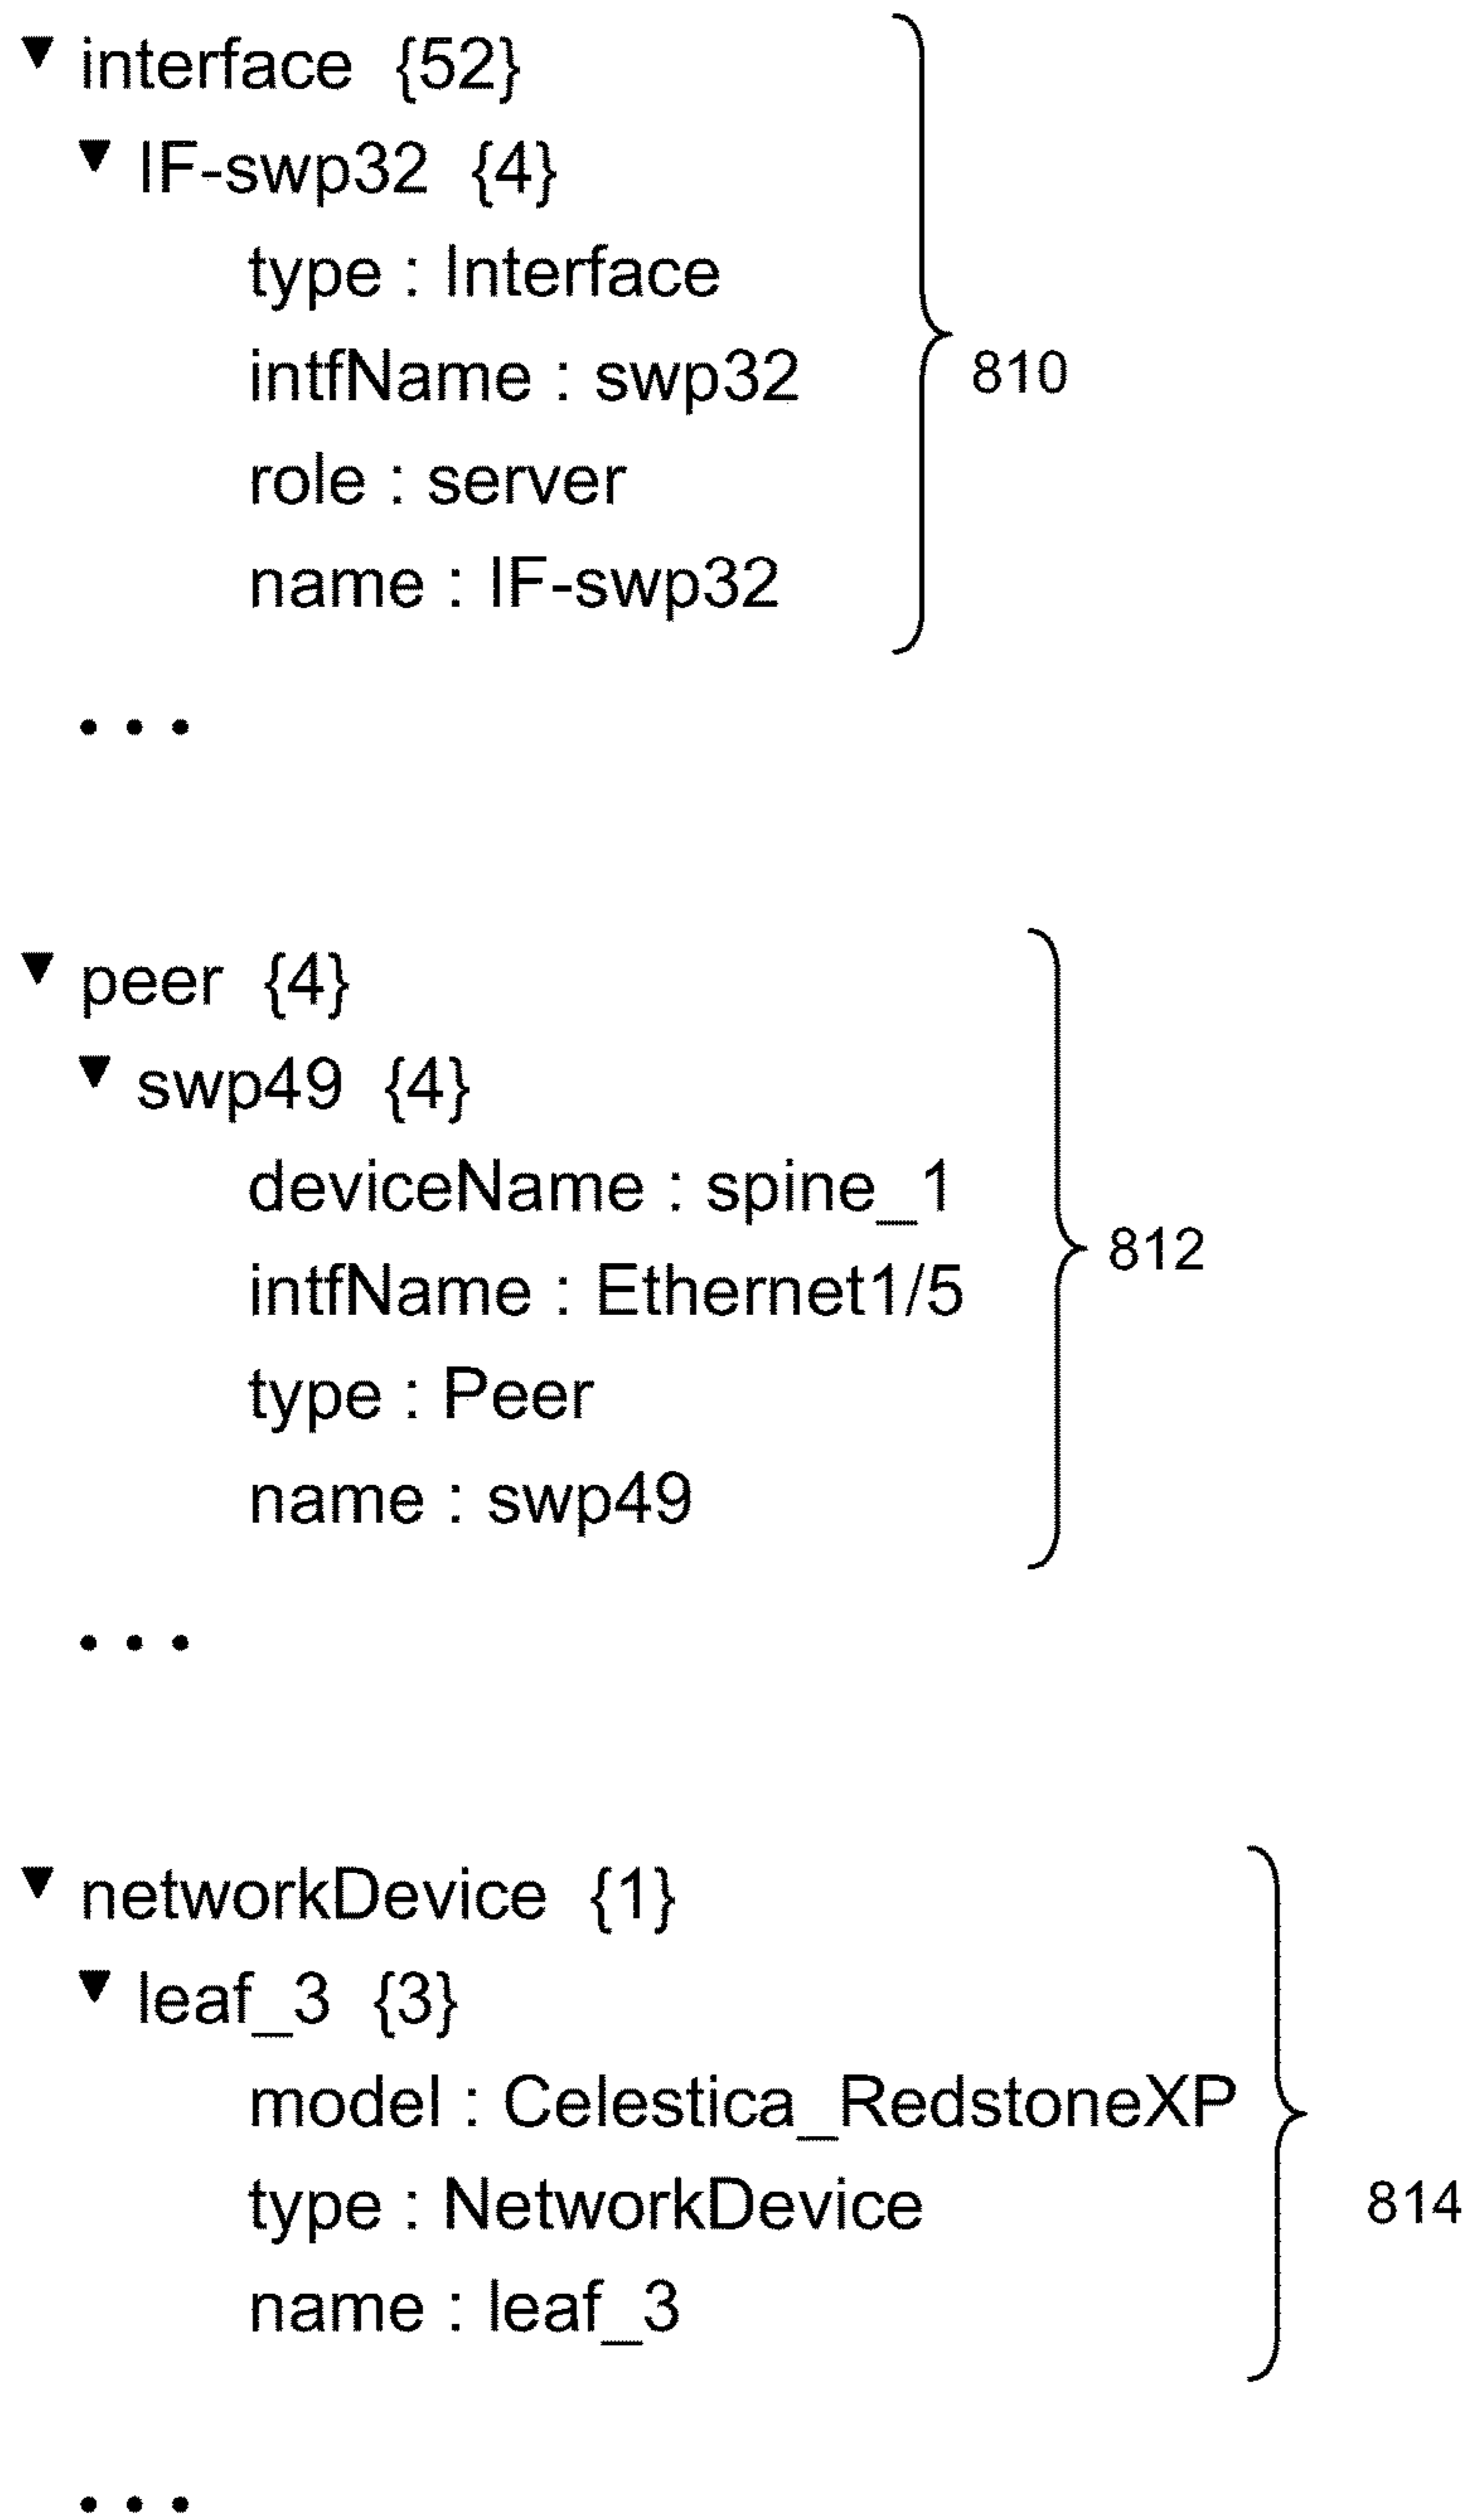 ▼ interface {52}
▼ IF-swp32 {4}
type : Interface
intfName : swp32
role : server
name : IF-swp32
810
...
▼ peer {4}
▼ swp49 {4}
deviceName : spine_1
intfName : Ethernet1/5
type : Peer
name : swp49
812
...
▼ networkDevice {1}
▼ leaf_3 {3}
model : Celestica_RedstoneXP
type : NetworkDevice
name : leaf_3
814
...